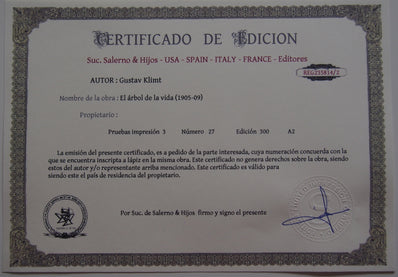 CERTIFICADO DE EDICION
Suc. Salerno & Hijos - USA - SPAIN - ITALY - FRANCE - Editores
REG235814/2
AUTOR : Gustav Klimt
Nombre de la obra : El árbol de la vida (1905-09)
Propietario :
Pruebas impresión 3 Número 27 Edición 300 A2
La emisión del presente certificado, es a pedido de la parte interesada, cuya numeración concuerda con la
que se encuentra inscripta a lápiz en la misma obra. Este certificado no genera derechos sobre la obra, siendo
estos del autor y/o representante arriba mencionado. Este certificado es válido para
siendo este el país de residencia del propietario.
Por Suc. de Salerno & Hijos firmo y signo el presente